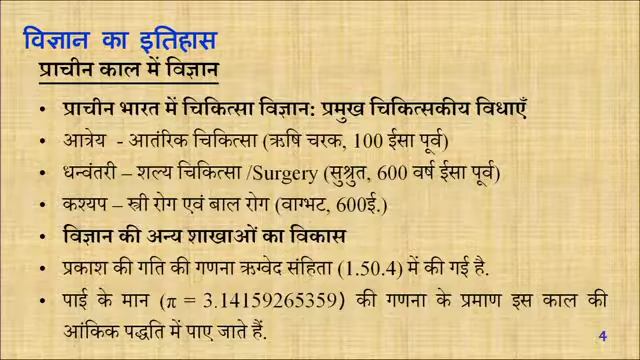 विज्ञान का इतिहास
प्राचीन काल में विज्ञान
• प्राचीन भारत में चिकित्सा विज्ञान: प्रमुख चिकित्सकीय विधाएँ
• आत्रेय - आतंरिक चिकित्सा (ऋषि चरक, 100 ईसा पूर्व)
• धन्वंतरी – शल्य चिकित्सा /Surgery (सुश्रुत, 600 वर्ष ईसा पूर्व)
• कश्यप – स्त्री रोग एवं बाल रोग (वाग्भट, 600ई.)
• विज्ञान की अन्य शाखाओं का विकास
• प्रकाश की गति की गणना ऋग्वेद संहिता (1.50.4) में की गई है.
• पाई के मान (π = 3.14159265359) की गणना के प्रमाण इस काल की
आंकिक पद्धति में पाए जाते हैं.
4